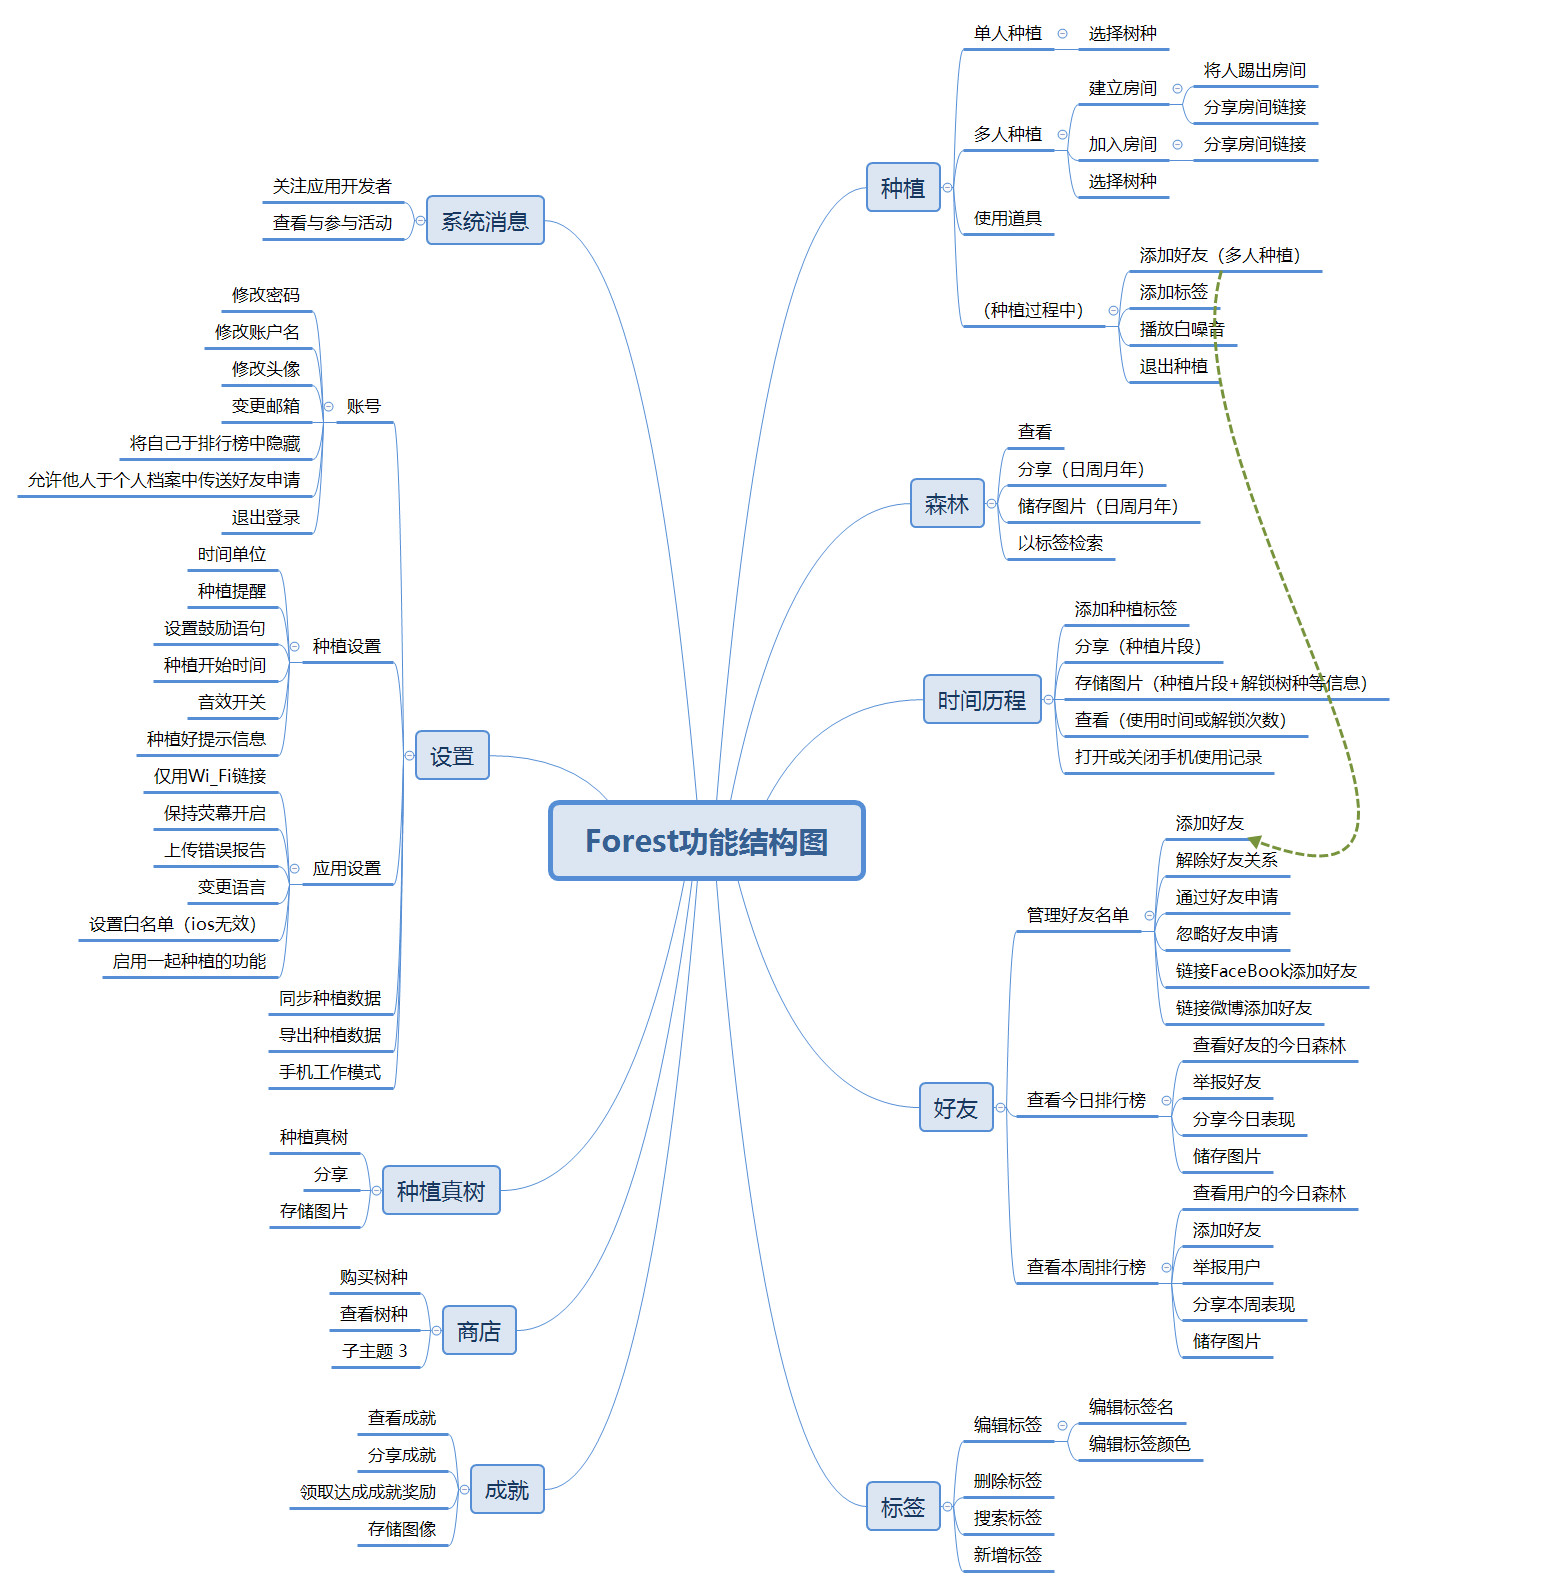 Forest功能结构图
种植
单人种植
选择树种
多人种植
建立房间
将人踢出房间
分享房间链接
加入房间
分享房间链接
选择树种
使用道具
（种植过程中）
添加好友（多人种植）
添加标签
播放白噪音
退出种植
森林
查看
分享（日周月年）
储存图片（日周月年）
以标签检索
时间历程
添加种植标签
分享（种植片段）
存储图片（种植片段+解锁树种等信息）
查看（使用时间或解锁次数）
打开或关闭手机使用记录
好友
管理好友名单
添加好友
解除好友关系
通过好友申请
忽略好友申请
链接FaceBook添加好友
链接微博添加好友
查看今日排行榜
查看好友的今日森林
举报好友
分享今日表现
储存图片
查看本周排行榜
查看用户的今日森林
添加好友
举报用户
分享本周表现
储存图片
标签
编辑标签
编辑标签名
编辑标签颜色
删除标签
搜索标签
新增标签
系统消息
关注应用开发者
查看与参与活动
设置
账号
修改密码
修改账户名
修改头像
变更邮箱
将自己于排行榜中隐藏
允许他人于个人档案中传送好友申请
退出登录
种植设置
时间单位
种植提醒
设置鼓励语句
种植开始时间
音效开关
种植好提示信息
应用设置
仅用Wi_Fi链接
保持荧幕开启
上传错误报告
变更语言
设置白名单（ios无效）
启用一起种植的功能
同步种植数据
导出种植数据
手机工作模式
种植真树
种植真树
分享
存储图片
商店
购买树种
查看树种
子主题 3
成就
查看成就
分享成就
领取达成成就奖励
存储图像